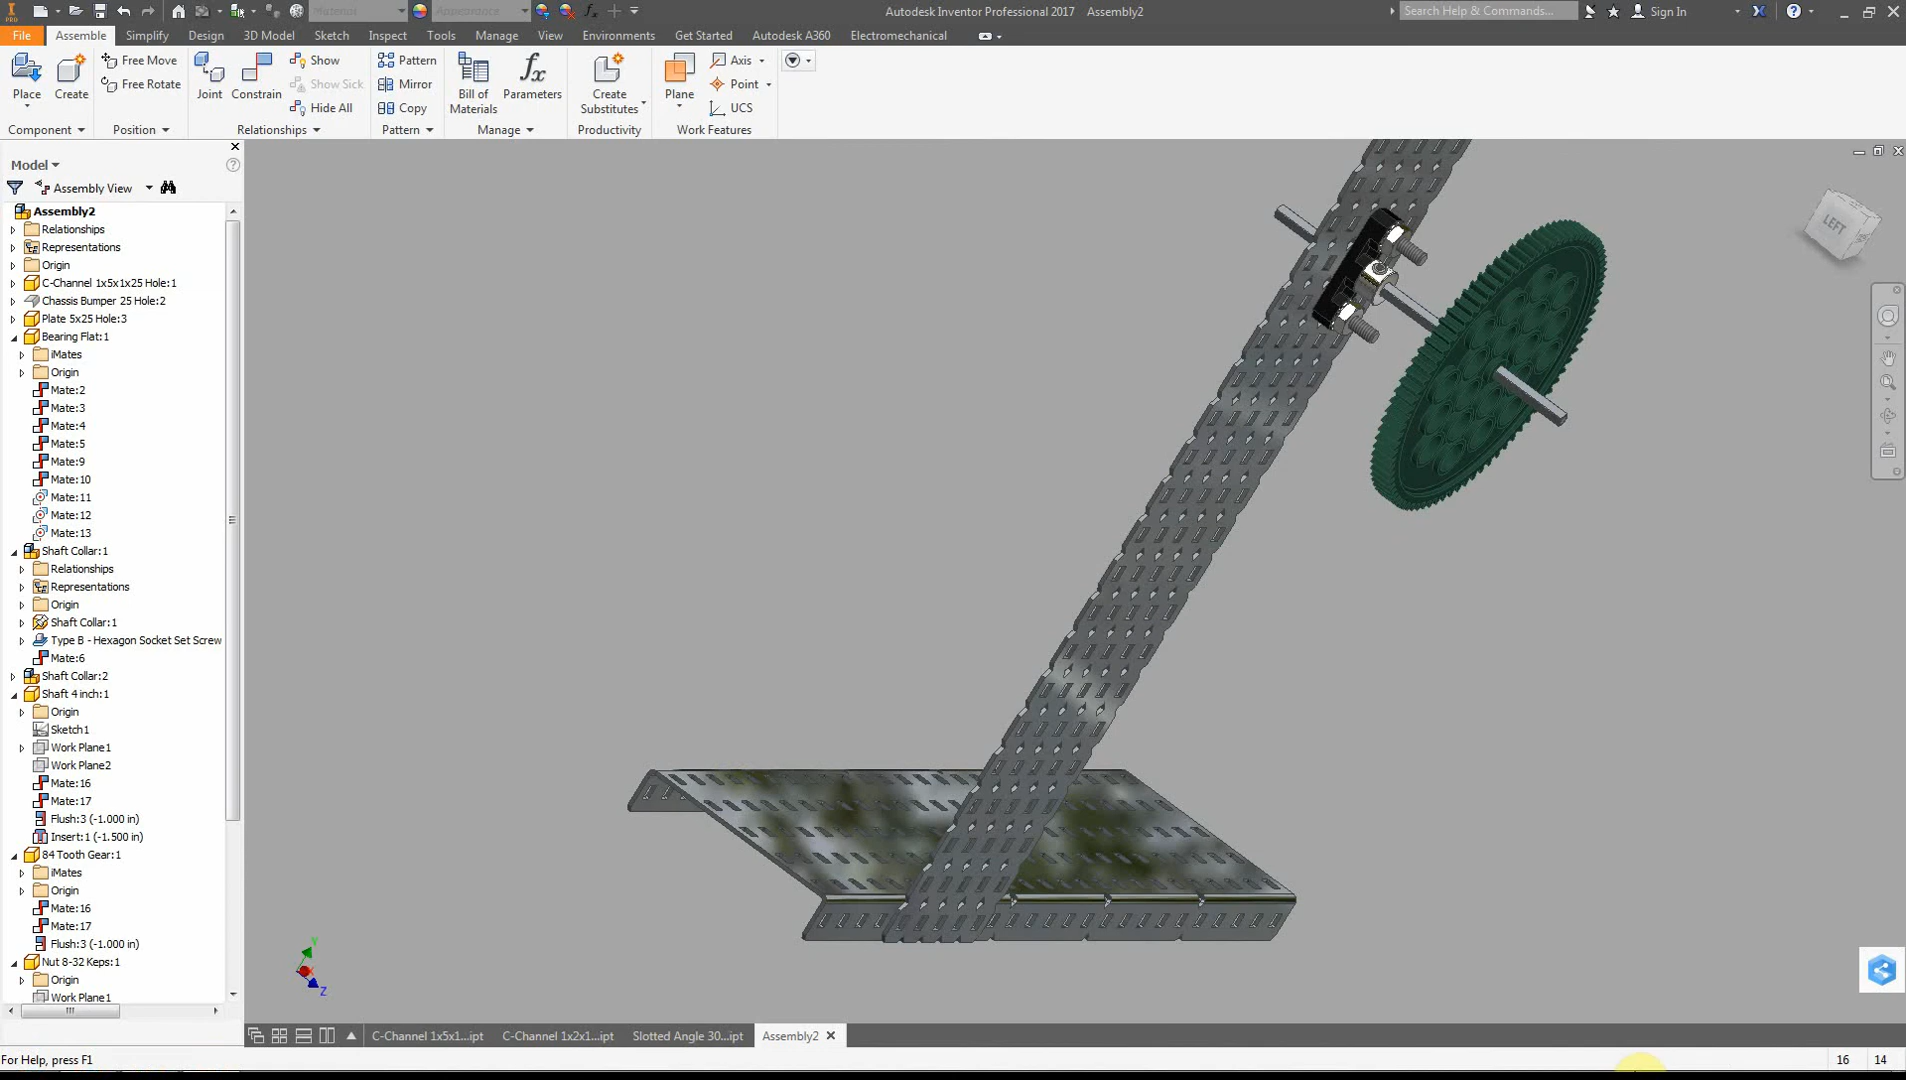 PRO
Material
Appearance
Autodesk Inventor Professional 2017 Assembly2
Search Help & Commands...
Sign In
File Assemble Simplify Design 3D Model Sketch Inspect Tools Manage View Environments Get Started Autodesk A360 Electromechanical
Place
Create
Free Move
Free Rotate
Joint
Constrain
Show
Show Sick
Hide All
Pattern
Mirror
Copy
Bill of
Materials
fx
Parameters
Create
Substitutes
Plane
Axis
Point
UCS
Component Position Relationships Pattern Manage Productivity Work Features
Model
Assembly View
Assembly2
Relationships
Representations
Origin
C-Channel 1x5x1x25 Hole:1
Chassis Bumper 25 Hole:2
Plate 5x25 Hole:3
Bearing Flat:1
iMates
Origin
Mate:2
Mate:3
Mate:4
Mate:5
Mate:9
Mate:10
Mate:11
Mate:12
Mate:13
Shaft Collar:1
Relationships
Representations
Origin
Shaft Collar:1
Type B - Hexagon Socket Set Screw
Mate:6
Shaft Collar:2
Shaft 4 inch:1
Origin
Sketch1
Work Plane1
Work Plane2
Mate:16
Mate:17
Flush:3 (-1.000 in)
Insert:1 (-1.500 in)
84 Tooth Gear:1
iMates
Origin
Mate:16
Mate:17
Flush:3 (-1.000 in)
Nut 8-32 Keps:1
Origin
Work Plane1
LEFT
Y
X
Z
C-Channel 1x5x1...ipt C-Channel 1x2x1...ipt Slotted Angle 30...ipt Assembly2
For Help, press F1
16 14